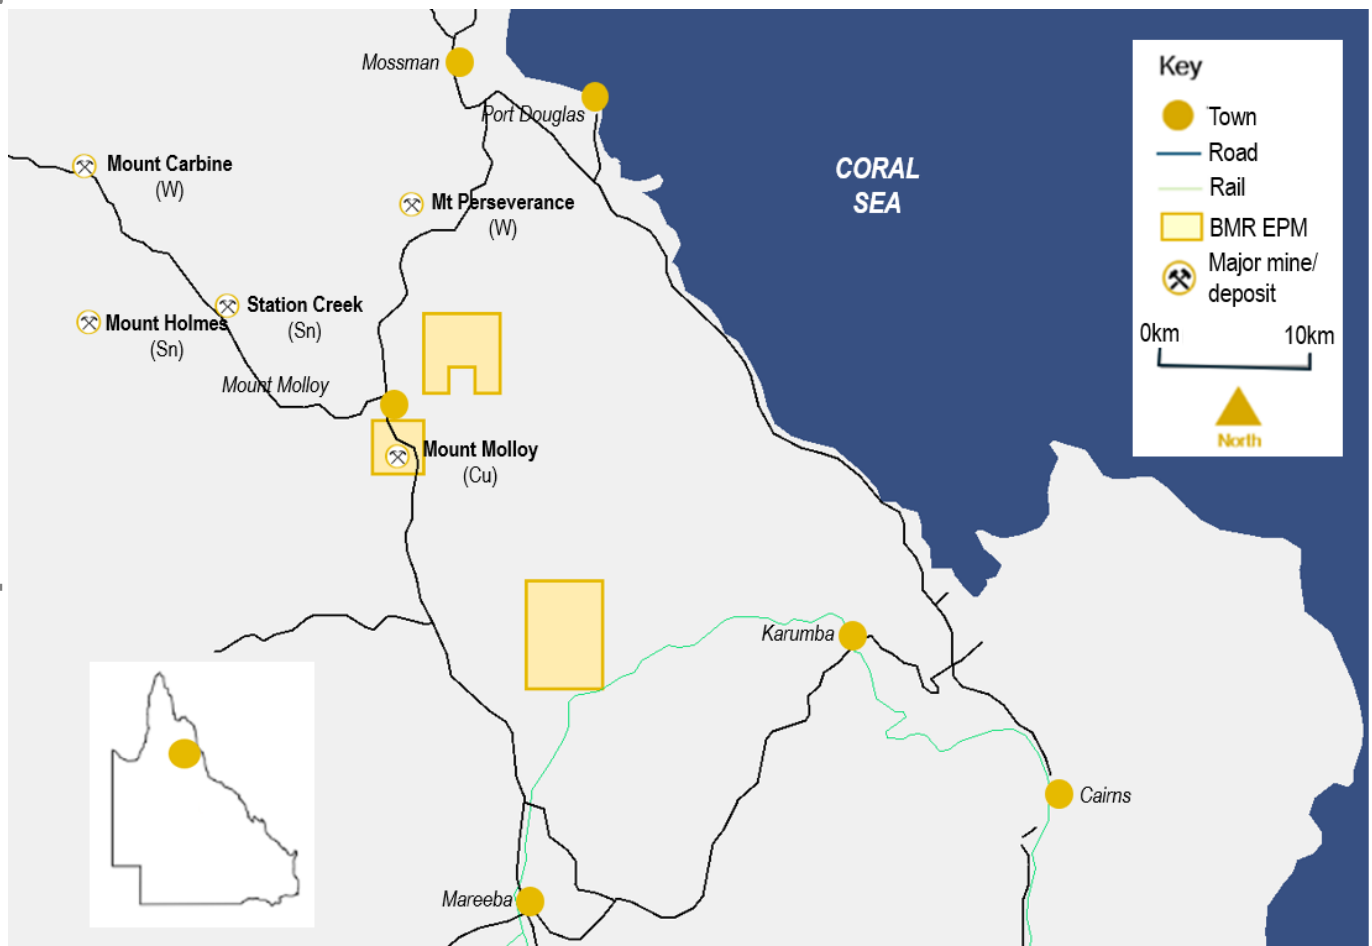 Mossman
Port Douglas
Mount Carbine
(W)
Mt Perseverance
(W)
CORAL
SEA
Station Creek
(Sn)
Mount Holmes
(Sn)
Mount Molloy
Mount Molloy
(Cu)
Karumba
Cairns
Mareeba
Key
Town
Road
Rail
BMR EPM
Major mine/
deposit
0km 10km
North